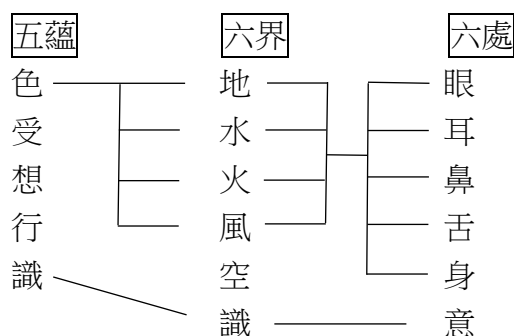 五蘊 六界 六處
色 地 眼
受 水 耳
想 火 鼻
行 風 舌
識 空 身
識 意